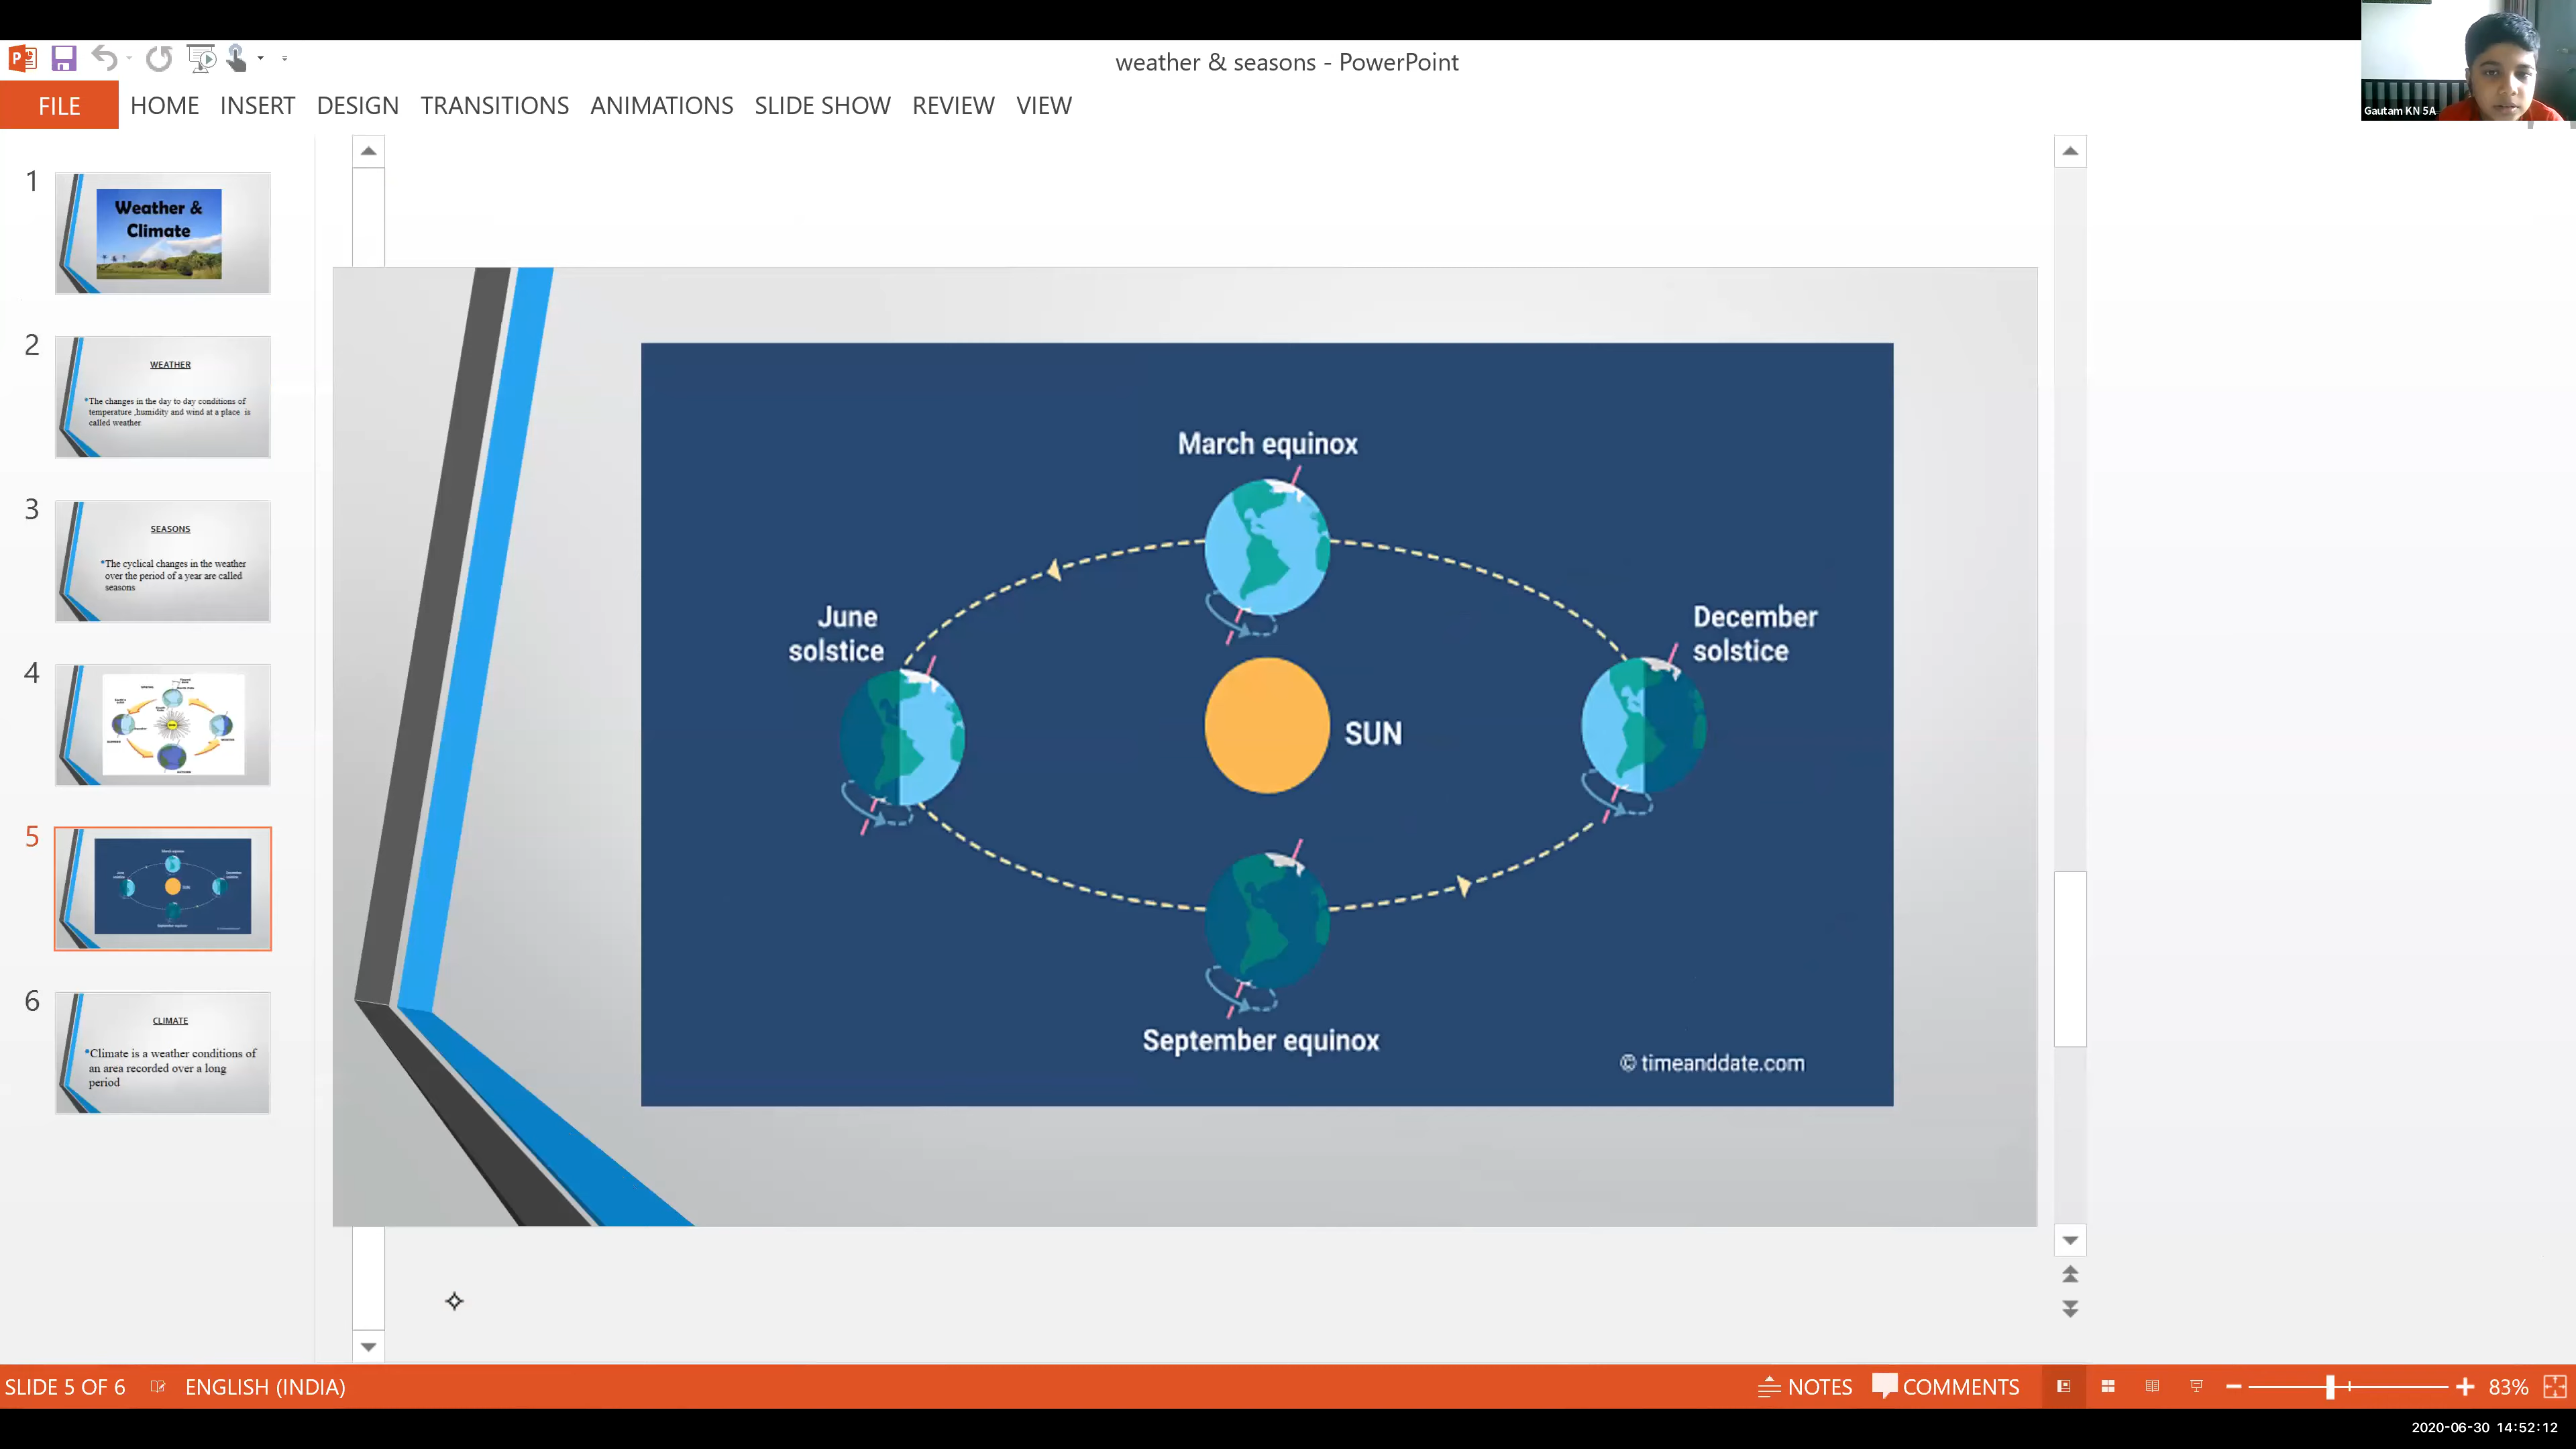 weather & seasons - PowerPoint
Gautam KN 5A
FILE HOME INSERT DESIGN TRANSITIONS ANIMATIONS SLIDE SHOW REVIEW VIEW
1
Weather &
Climate
2
WEATHER
*The changes in the day to day conditions of
temperature ,humidity and wind at a place is
called weather
3
SEASONS
*The cyclical changes in the weather
over the period of a year are called
seasons
4
5
6
CLIMATE
*Climate is a weather conditions of
an area recorded over a long
period
March equinox
June
solstice
December
solstice
SUN
September equinox
© timeanddate.com
SLIDE 5 OF 6 ENGLISH (INDIA) NOTES COMMENTS 83%
2020-06-30 14:52:12